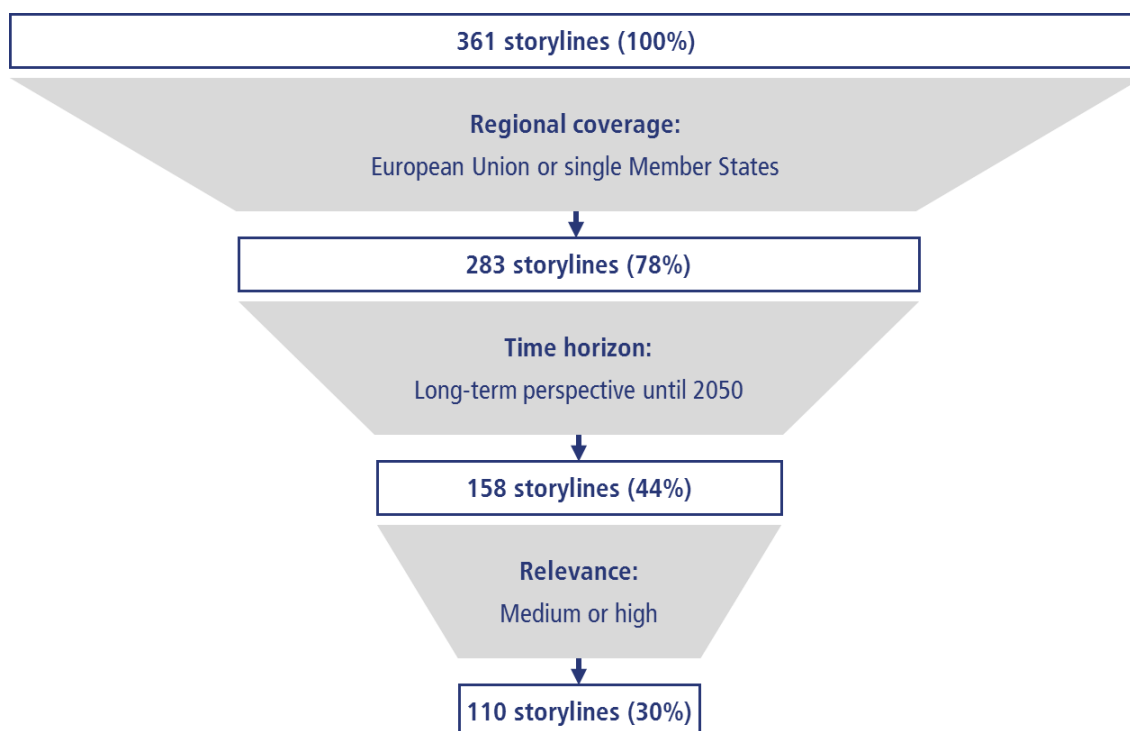 361 storylines (100%)
Regional coverage:
European Union or single Member States
283 storylines (78%)
Time horizon:
Long-term perspective until 2050
158 storylines (44%)
Relevance:
Medium or high
110 storylines (30%)